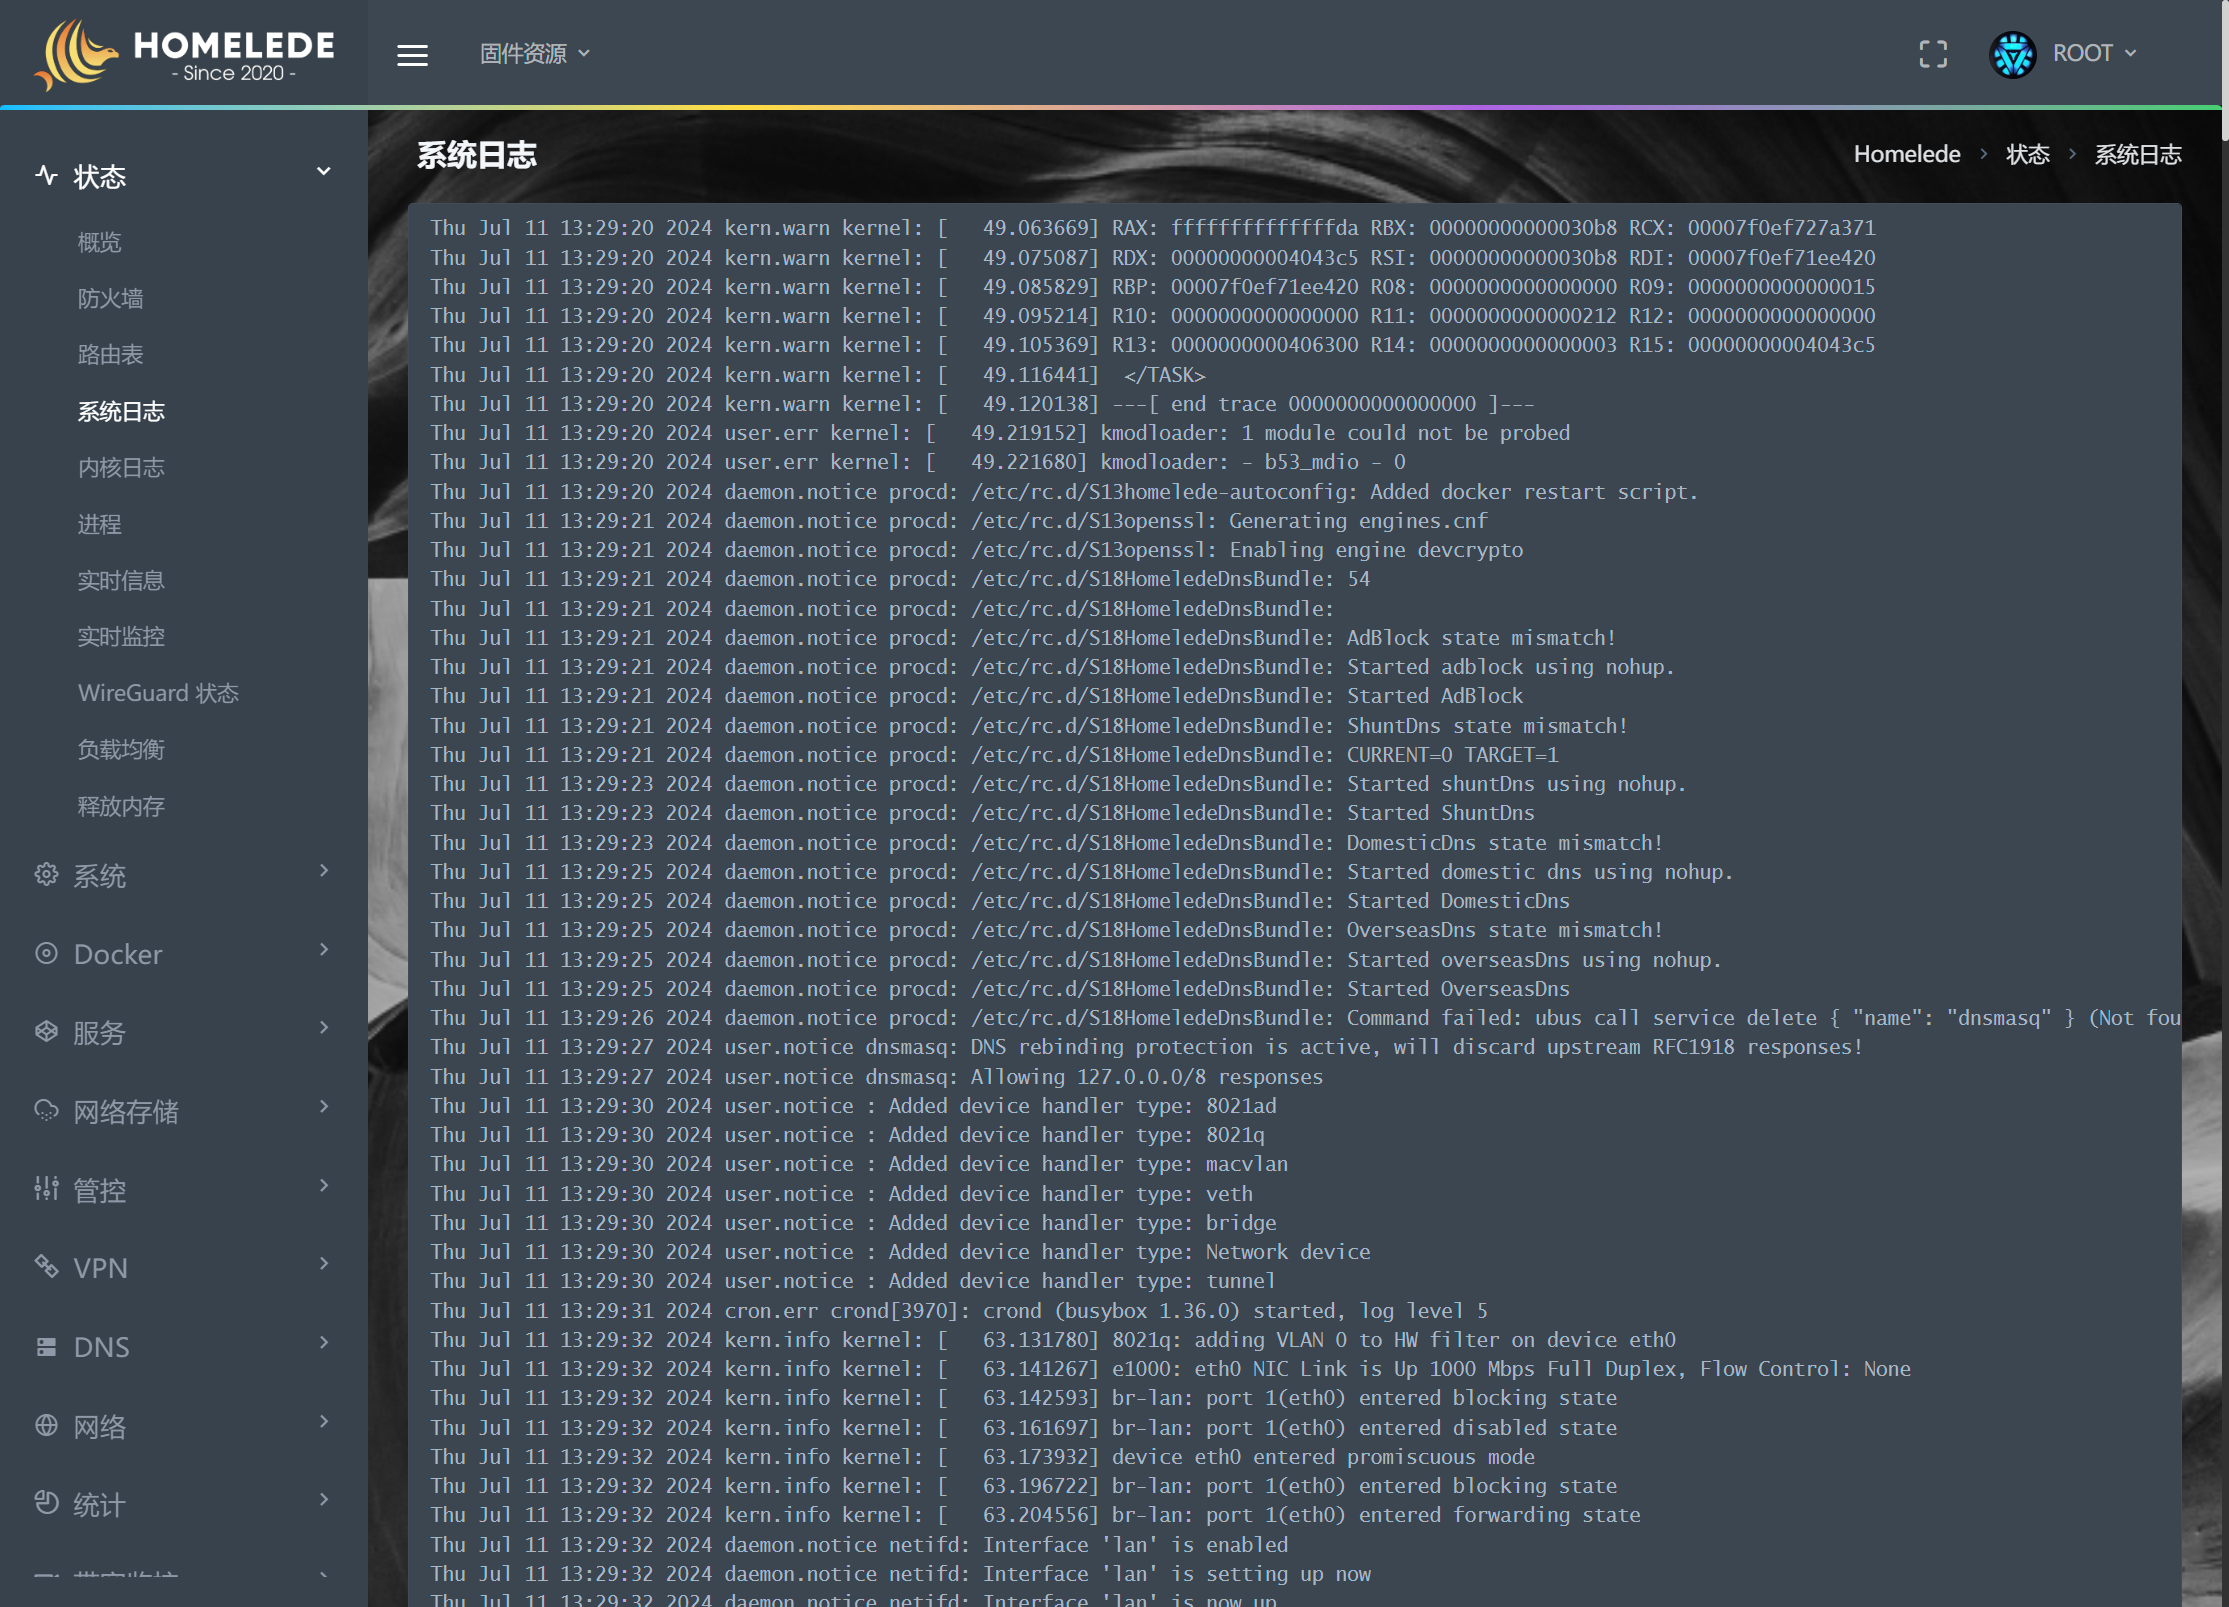 HOMELEDE
- Since 2020 -
固件资源
ROOT
状态
概览
防火墙
路由表
系统日志
内核日志
进程
实时信息
实时监控
WireGuard 状态
负载均衡
释放内存
系统
Docker
服务
网络存储
管控
VPN
DNS
网络
统计
系统日志
Homelede > 状态 > 系统日志
Thu Jul 11 13:29:20 2024 kern.warn kernel: [   49.063669] RAX: ffffffffffffffda RBX: 00000000000030b8 RCX: 00007f0ef727a371
Thu Jul 11 13:29:20 2024 kern.warn kernel: [   49.075087] RDX: 00000000004043c5 RSI: 00000000000030b8 RDI: 00007f0ef71ee420
Thu Jul 11 13:29:20 2024 kern.warn kernel: [   49.085829] RBP: 00007f0ef71ee420 R08: 0000000000000000 R09: 0000000000000015
Thu Jul 11 13:29:20 2024 kern.warn kernel: [   49.095214] R10: 0000000000000000 R11: 0000000000000212 R12: 0000000000000000
Thu Jul 11 13:29:20 2024 kern.warn kernel: [   49.105369] R13: 0000000000406300 R14: 0000000000000003 R15: 00000000004043c5
Thu Jul 11 13:29:20 2024 kern.warn kernel: [   49.116441]  </TASK>
Thu Jul 11 13:29:20 2024 kern.warn kernel: [   49.120138] ---[ end trace 0000000000000000 ]---
Thu Jul 11 13:29:20 2024 user.err kernel: [   49.219152] kmodloader: 1 module could not be probed
Thu Jul 11 13:29:20 2024 user.err kernel: [   49.221680] kmodloader: - b53_mdio - 0
Thu Jul 11 13:29:20 2024 daemon.notice procd: /etc/rc.d/S13homelede-autoconfig: Added docker restart script.
Thu Jul 11 13:29:21 2024 daemon.notice procd: /etc/rc.d/S13openssl: Generating engines.cnf
Thu Jul 11 13:29:21 2024 daemon.notice procd: /etc/rc.d/S13openssl: Enabling engine devcrypto
Thu Jul 11 13:29:21 2024 daemon.notice procd: /etc/rc.d/S18HomeledeDnsBundle: 54
Thu Jul 11 13:29:21 2024 daemon.notice procd: /etc/rc.d/S18HomeledeDnsBundle:
Thu Jul 11 13:29:21 2024 daemon.notice procd: /etc/rc.d/S18HomeledeDnsBundle: AdBlock state mismatch!
Thu Jul 11 13:29:21 2024 daemon.notice procd: /etc/rc.d/S18HomeledeDnsBundle: Started adblock using nohup.
Thu Jul 11 13:29:21 2024 daemon.notice procd: /etc/rc.d/S18HomeledeDnsBundle: Started AdBlock
Thu Jul 11 13:29:21 2024 daemon.notice procd: /etc/rc.d/S18HomeledeDnsBundle: ShuntDns state mismatch!
Thu Jul 11 13:29:21 2024 daemon.notice procd: /etc/rc.d/S18HomeledeDnsBundle: CURRENT=0 TARGET=1
Thu Jul 11 13:29:23 2024 daemon.notice procd: /etc/rc.d/S18HomeledeDnsBundle: Started shuntDns using nohup.
Thu Jul 11 13:29:23 2024 daemon.notice procd: /etc/rc.d/S18HomeledeDnsBundle: Started ShuntDns
Thu Jul 11 13:29:23 2024 daemon.notice procd: /etc/rc.d/S18HomeledeDnsBundle: DomesticDns state mismatch!
Thu Jul 11 13:29:25 2024 daemon.notice procd: /etc/rc.d/S18HomeledeDnsBundle: Started domestic dns using nohup.
Thu Jul 11 13:29:25 2024 daemon.notice procd: /etc/rc.d/S18HomeledeDnsBundle: Started DomesticDns
Thu Jul 11 13:29:25 2024 daemon.notice procd: /etc/rc.d/S18HomeledeDnsBundle: OverseasDns state mismatch!
Thu Jul 11 13:29:25 2024 daemon.notice procd: /etc/rc.d/S18HomeledeDnsBundle: Started overseasDns using nohup.
Thu Jul 11 13:29:25 2024 daemon.notice procd: /etc/rc.d/S18HomeledeDnsBundle: Started OverseasDns
Thu Jul 11 13:29:26 2024 daemon.notice procd: /etc/rc.d/S18HomeledeDnsBundle: Command failed: ubus call service delete { "name": "dnsmasq" } (Not fou
Thu Jul 11 13:29:27 2024 user.notice dnsmasq: DNS rebinding protection is active, will discard upstream RFC1918 responses!
Thu Jul 11 13:29:27 2024 user.notice dnsmasq: Allowing 127.0.0.0/8 responses
Thu Jul 11 13:29:30 2024 user.notice : Added device handler type: 8021ad
Thu Jul 11 13:29:30 2024 user.notice : Added device handler type: 8021q
Thu Jul 11 13:29:30 2024 user.notice : Added device handler type: macvlan
Thu Jul 11 13:29:30 2024 user.notice : Added device handler type: veth
Thu Jul 11 13:29:30 2024 user.notice : Added device handler type: bridge
Thu Jul 11 13:29:30 2024 user.notice : Added device handler type: Network device
Thu Jul 11 13:29:30 2024 user.notice : Added device handler type: tunnel
Thu Jul 11 13:29:31 2024 cron.err crond[3970]: crond (busybox 1.36.0) started, log level 5
Thu Jul 11 13:29:32 2024 kern.info kernel: [   63.131780] 8021q: adding VLAN 0 to HW filter on device eth0
Thu Jul 11 13:29:32 2024 kern.info kernel: [   63.141267] e1000: eth0 NIC Link is Up 1000 Mbps Full Duplex, Flow Control: None
Thu Jul 11 13:29:32 2024 kern.info kernel: [   63.142593] br-lan: port 1(eth0) entered blocking state
Thu Jul 11 13:29:32 2024 kern.info kernel: [   63.161697] br-lan: port 1(eth0) entered disabled state
Thu Jul 11 13:29:32 2024 kern.info kernel: [   63.173932] device eth0 entered promiscuous mode
Thu Jul 11 13:29:32 2024 kern.info kernel: [   63.196722] br-lan: port 1(eth0) entered blocking state
Thu Jul 11 13:29:32 2024 kern.info kernel: [   63.204556] br-lan: port 1(eth0) entered forwarding state
Thu Jul 11 13:29:32 2024 daemon.notice netifd: Interface 'lan' is enabled
Thu Jul 11 13:29:32 2024 daemon.notice netifd: Interface 'lan' is setting up now
Thu Jul 11 13:29:32 2024 daemon.notice netifd: Interface 'lan' is now up